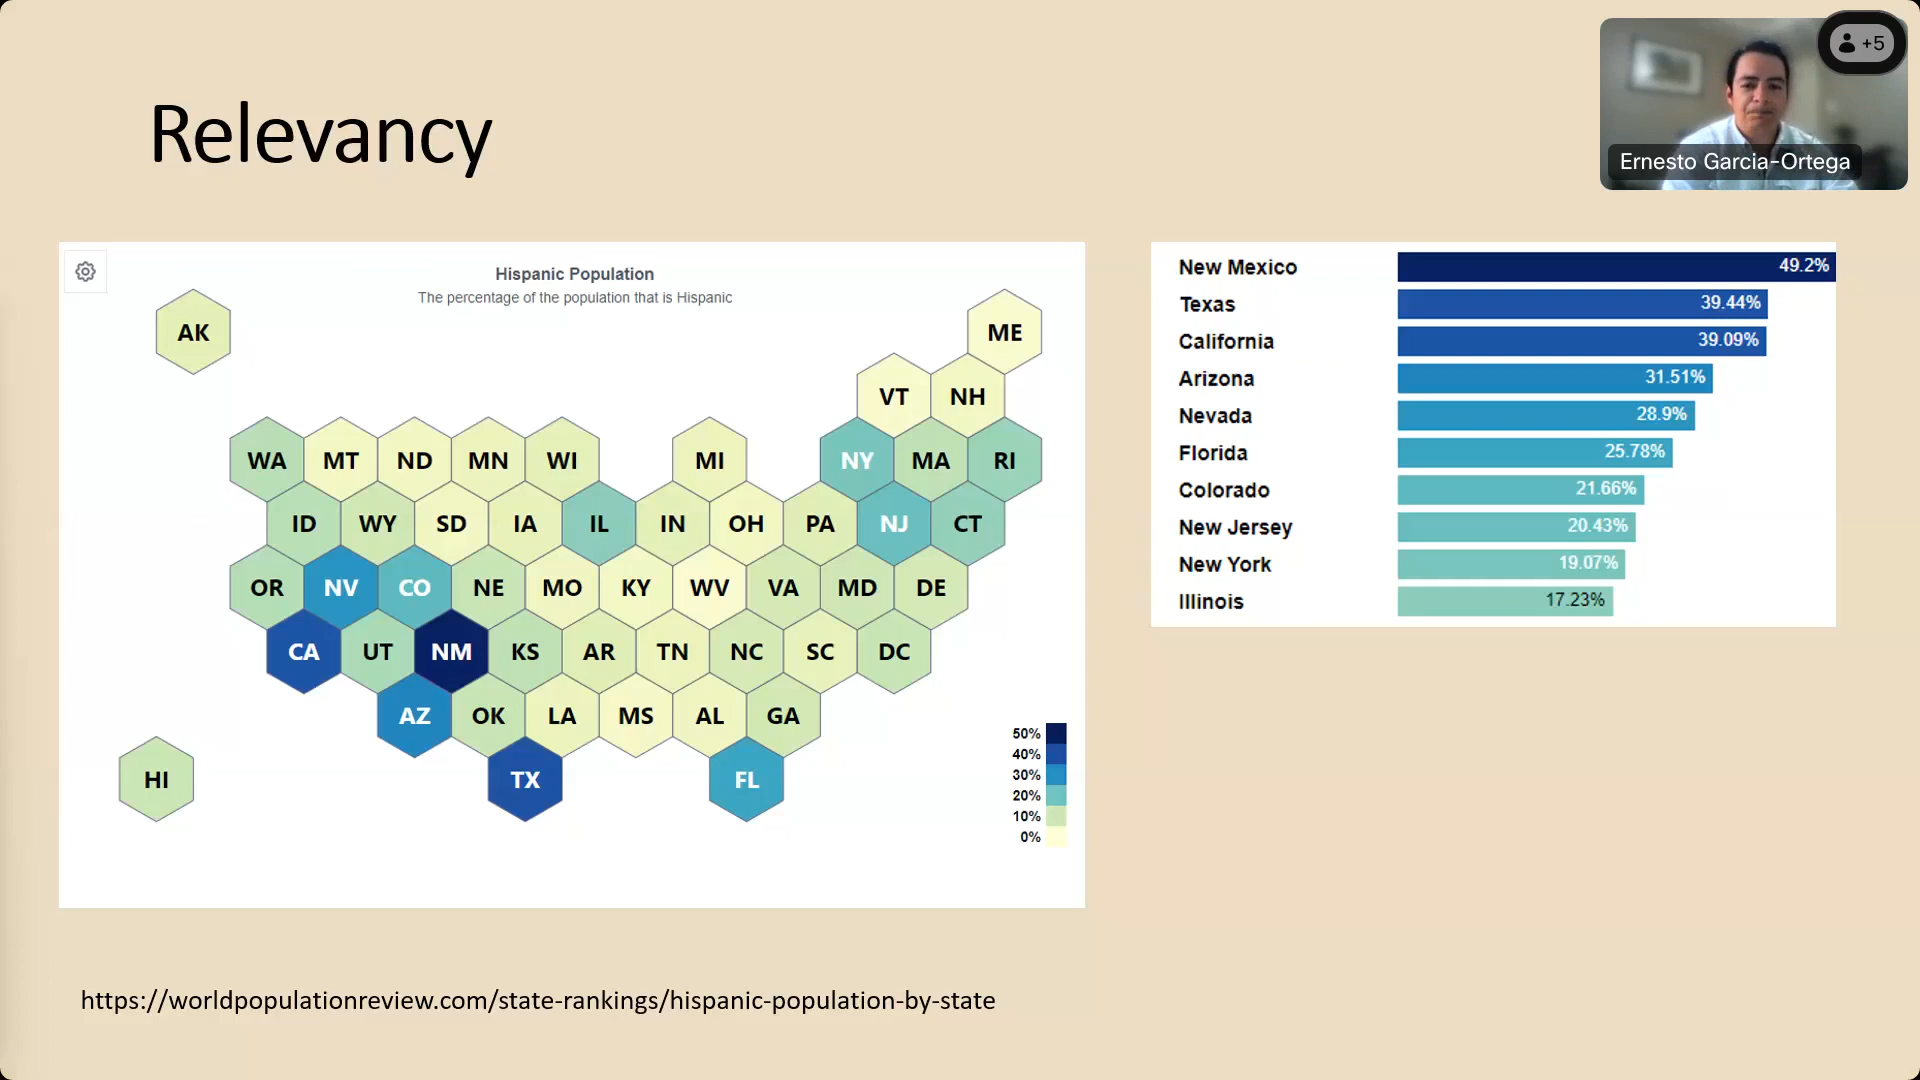 Relevancy
+5
Ernesto Garcia-Ortega
Hispanic Population
The percentage of the population that is Hispanic
AK
ME
VT NH
WA MT ND MN WI MI NY MA RI
ID WY SD IA IL IN OH PA NJ CT
OR NV CO NE MO KY WV VA MD DE
CA UT NM KS AR TN NC SC DC
AZ OK LA MS AL GA
HI TX FL
50%
40%
30%
20%
10%
0%
New Mexico 49.2%
Texas 39.44%
California 39.09%
Arizona 31.51%
Nevada 28.9%
Florida 25.78%
Colorado 21.66%
New Jersey 20.43%
New York 19.07%
Illinois 17.23%
https://worldpopulationreview.com/state-rankings/hispanic-population-by-state